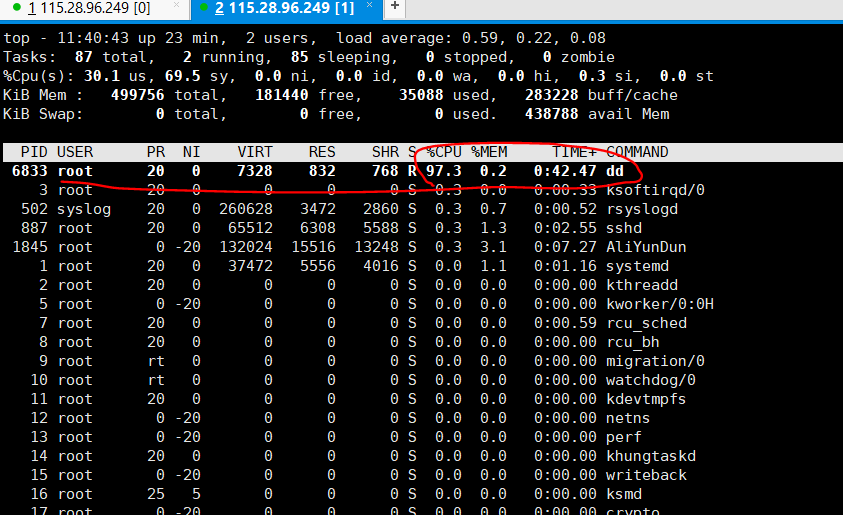 1 115.28.96.249 [0] × 2 115.28.96.249 [1] × +
top - 11:40:43 up 23 min,  2 users,  load average: 0.59, 0.22, 0.08
Tasks:  87 total,   2 running,  85 sleeping,   0 stopped,   0 zombie
%Cpu(s): 30.1 us, 69.5 sy,  0.0 ni,  0.0 id,  0.0 wa,  0.0 hi,  0.3 si,  0.0 st
KiB Mem :   499756 total,   181440 free,    35088 used,   283228 buff/cache
KiB Swap:        0 total,        0 free,        0 used.   438788 avail Mem
PID USER      PR  NI    VIRT    RES    SHR S %CPU %MEM     TIME+ COMMAND
6833 root      20   0    7328    832    768 R 97.3  0.2   0:42.47 dd
3 root      20   0       0      0      0 S  0.3  0.0   0:00.33 ksoftirqd/0
502 syslog    20   0  260628   3472   2860 S  0.3  0.7   0:00.52 rsyslogd
887 root      20   0   65512   6308   5588 S  0.3  1.3   0:02.55 sshd
1845 root       0 -20  132024  15516  13248 S  0.3  3.1   0:07.27 AliYunDun
1 root      20   0   37472   5556   4016 S  0.0  1.1   0:01.16 systemd
2 root      20   0       0      0      0 S  0.0  0.0   0:00.00 kthreadd
5 root       0 -20       0      0      0 S  0.0  0.0   0:00.00 kworker/0:0H
7 root      20   0       0      0      0 S  0.0  0.0   0:00.59 rcu_sched
8 root      20   0       0      0      0 S  0.0  0.0   0:00.00 rcu_bh
9 root      rt   0       0      0      0 S  0.0  0.0   0:00.00 migration/0
10 root      rt   0       0      0      0 S  0.0  0.0   0:00.00 watchdog/0
11 root      20   0       0      0      0 S  0.0  0.0   0:00.00 kdevtmpfs
12 root       0 -20       0      0      0 S  0.0  0.0   0:00.00 netns
13 root       0 -20       0      0      0 S  0.0  0.0   0:00.00 perf
14 root      20   0       0      0      0 S  0.0  0.0   0:00.00 khungtaskd
15 root       0 -20       0      0      0 S  0.0  0.0   0:00.00 writeback
16 root      25   5       0      0      0 S  0.0  0.0   0:00.00 ksmd
17 root       0 -20       0      0      0 S  0.0  0.0   0:00.00 crypto